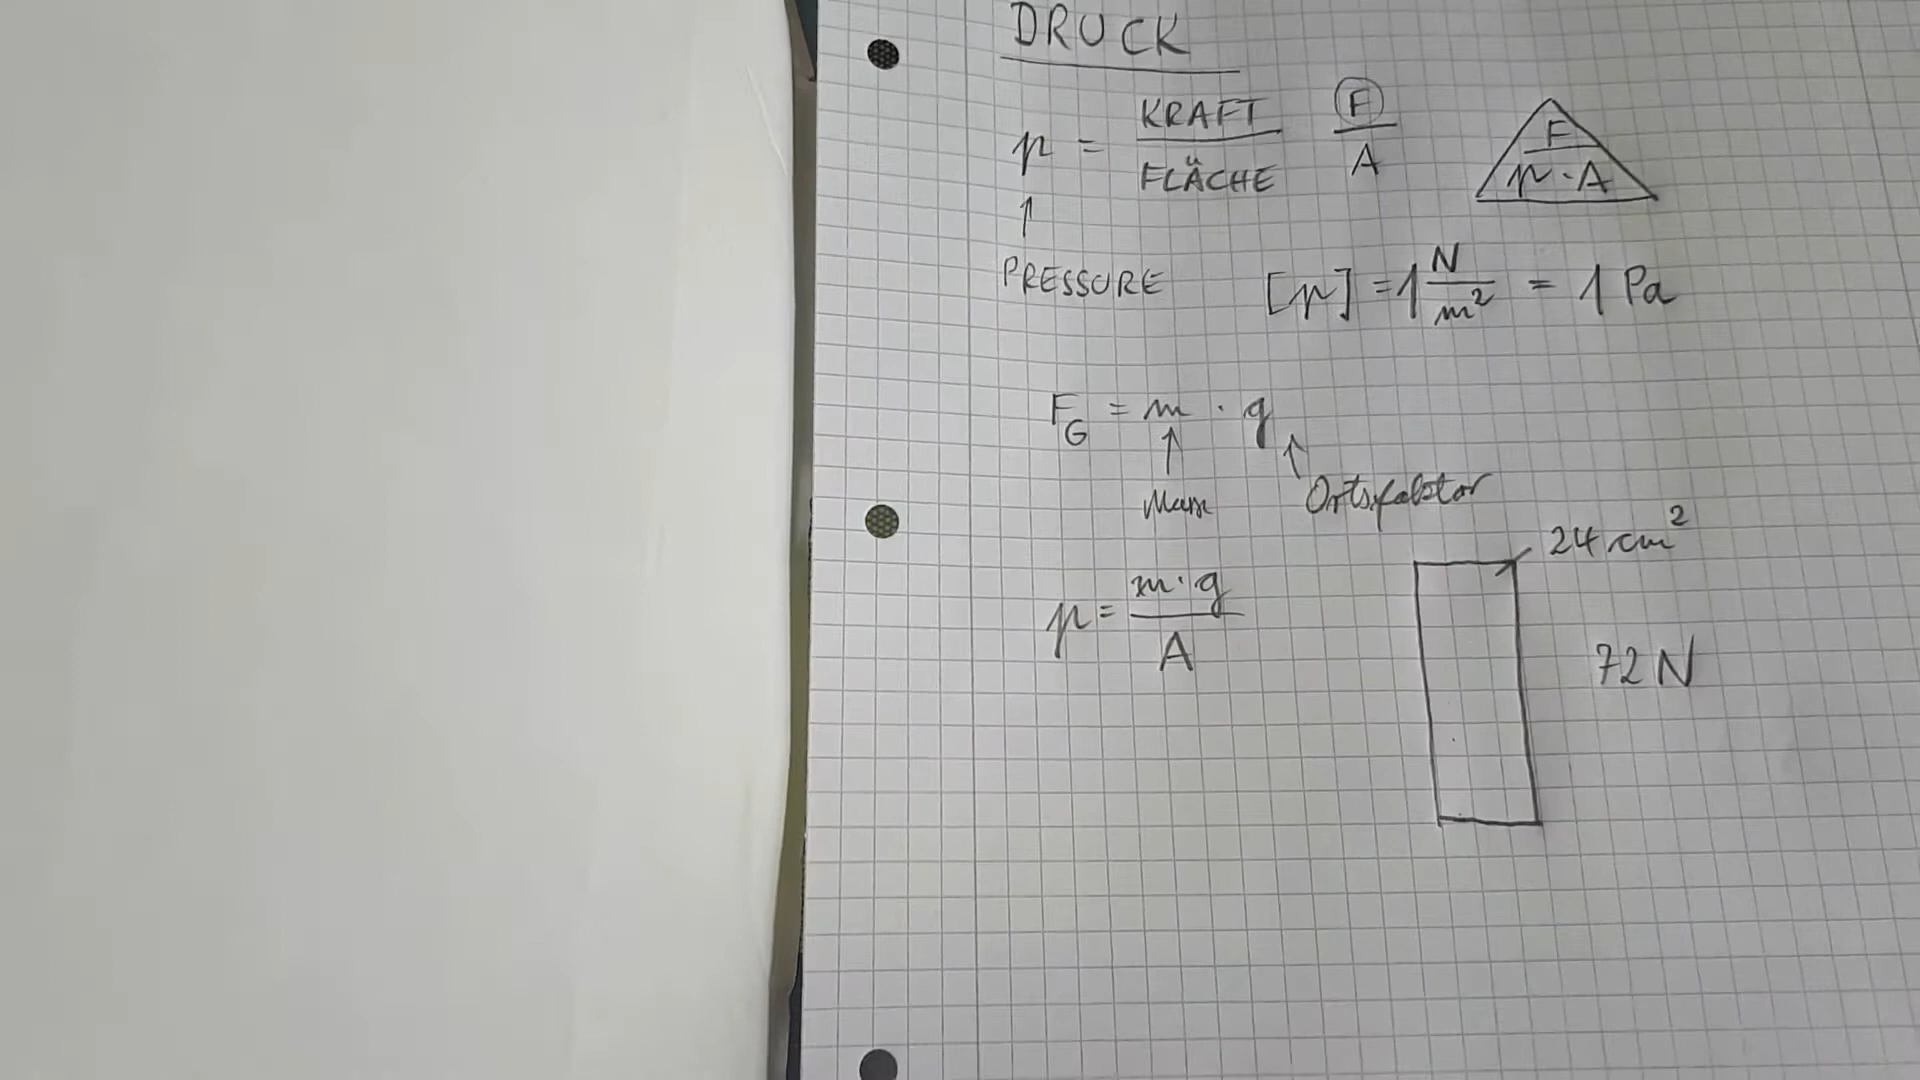 DRUCK
p = KRAFT / FLÄCHE F / A
F / p · A
↑
PRESSURE [p] = 1 N / m² = 1 Pa
F_G = m · g
↑ ↑
Masse Ortsfaktor
24 cm²
p = m · g / A
72 N